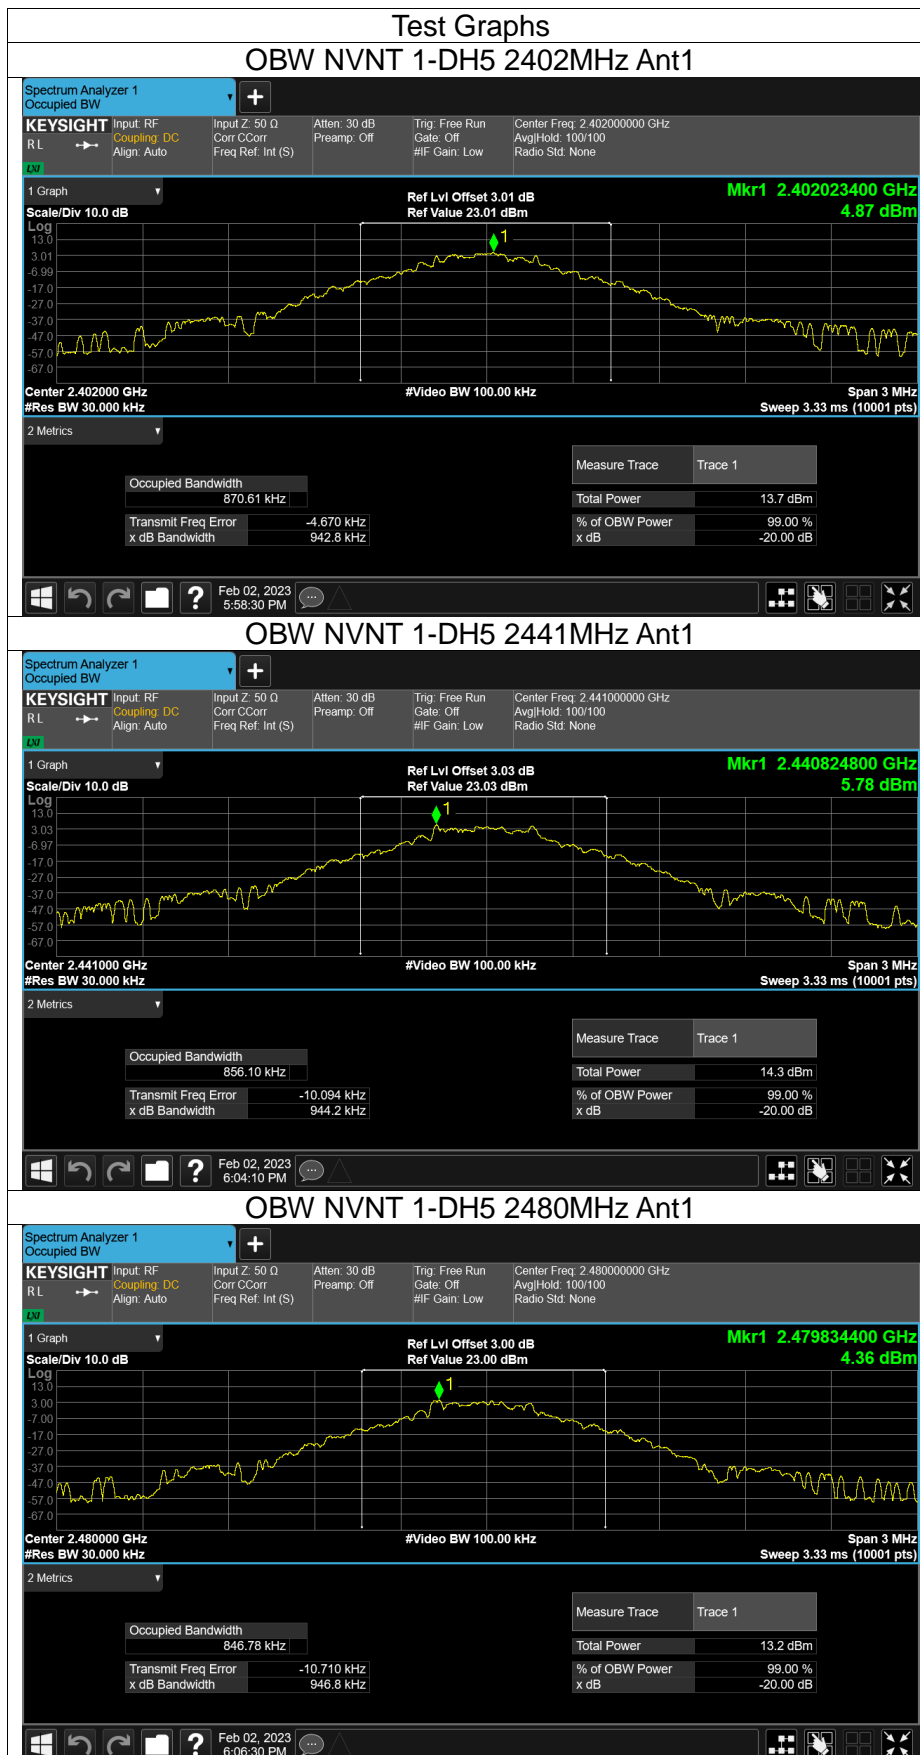 Test Graphs
OBW NVNT 1-DH5 2402MHz Ant1
Spectrum Analyzer 1
Occupied BW
+
KEYSIGHT Input: RF Input Z: 50 Ω Atten: 30 dB Trig: Free Run Center Freq: 2.402000000 GHz
RL Coupling: DC Corr CCorr Preamp: Off Gate: Off Avg|Hold: 100/100
Align: Auto Freq Ref: Int (S) #IF Gain: Low Radio Std: None
LXI
1 Graph Ref Lvl Offset 3.01 dB Mkr1 2.402023400 GHz
Scale/Div 10.0 dB Ref Value 23.01 dBm 4.87 dBm
Log
13.0
1
3.01
-6.99
-17.0
-27.0
-37.0
-47.0
-57.0
-67.0
Center 2.402000 GHz #Video BW 100.00 kHz Span 3 MHz
#Res BW 30.000 kHz Sweep 3.33 ms (10001 pts)
2 Metrics
Measure Trace Trace 1
Occupied Bandwidth
870.61 kHz Total Power 13.7 dBm
Transmit Freq Error -4.670 kHz % of OBW Power 99.00 %
x dB Bandwidth 942.8 kHz x dB -20.00 dB
? Feb 02, 2023
5:58:30 PM
OBW NVNT 1-DH5 2441MHz Ant1
Spectrum Analyzer 1
Occupied BW
+
KEYSIGHT Input: RF Input Z: 50 Ω Atten: 30 dB Trig: Free Run Center Freq: 2.441000000 GHz
RL Coupling: DC Corr CCorr Preamp: Off Gate: Off Avg|Hold: 100/100
Align: Auto Freq Ref: Int (S) #IF Gain: Low Radio Std: None
LXI
1 Graph Ref Lvl Offset 3.03 dB Mkr1 2.440824800 GHz
Scale/Div 10.0 dB Ref Value 23.03 dBm 5.78 dBm
Log
1
13.0
3.03
-6.97
-17.0
-27.0
-37.0
-47.0
-57.0
-67.0
Center 2.441000 GHz #Video BW 100.00 kHz Span 3 MHz
#Res BW 30.000 kHz Sweep 3.33 ms (10001 pts)
2 Metrics
Measure Trace Trace 1
Occupied Bandwidth
856.10 kHz Total Power 14.3 dBm
Transmit Freq Error -10.094 kHz % of OBW Power 99.00 %
x dB Bandwidth 944.2 kHz x dB -20.00 dB
? Feb 02, 2023
6:04:10 PM
OBW NVNT 1-DH5 2480MHz Ant1
Spectrum Analyzer 1
Occupied BW
+
KEYSIGHT Input: RF Input Z: 50 Ω Atten: 30 dB Trig: Free Run Center Freq: 2.480000000 GHz
RL Coupling: DC Corr CCorr Preamp: Off Gate: Off Avg|Hold: 100/100
Align: Auto Freq Ref: Int (S) #IF Gain: Low Radio Std: None
LXI
1 Graph Ref Lvl Offset 3.00 dB Mkr1 2.479834400 GHz
Scale/Div 10.0 dB Ref Value 23.00 dBm 4.36 dBm
Log
1
13.0
3.00
-7.00
-17.0
-27.0
-37.0
-47.0
-57.0
-67.0
Center 2.480000 GHz #Video BW 100.00 kHz Span 3 MHz
#Res BW 30.000 kHz Sweep 3.33 ms (10001 pts)
2 Metrics
Measure Trace Trace 1
Occupied Bandwidth
846.78 kHz Total Power 13.2 dBm
Transmit Freq Error -10.710 kHz % of OBW Power 99.00 %
x dB Bandwidth 946.8 kHz x dB -20.00 dB
? Feb 02, 2023
6:06:30 PM